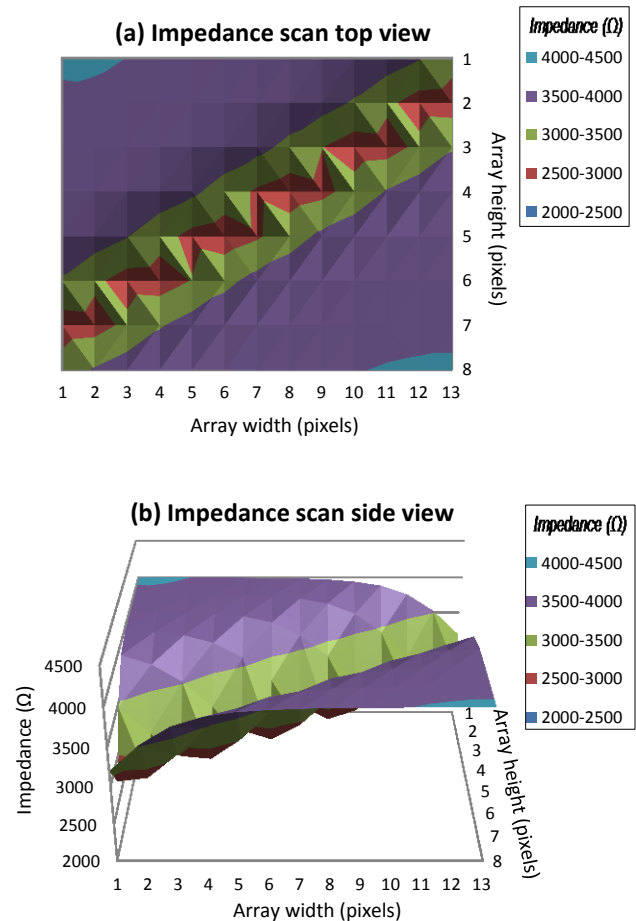 (a) Impedance scan top view
Impedance (Ω)
4000-4500
3500-4000
3000-3500
2500-3000
2000-2500
1
2
3
4
5
6
7
8
Array height (pixels)
1 2 3 4 5 6 7 8 9 10 11 12 13
Array width (pixels)
(b) Impedance scan side view
Impedance (Ω)
4000-4500
3500-4000
3000-3500
2500-3000
2000-2500
4500
4000
3500
3000
2500
2000
Impedance (Ω)
1
2
3
4
5
6
7
8
Array height (pixels)
1 2 3 4 5 6 7 8 9 10 11 12 13
Array width (pixels)